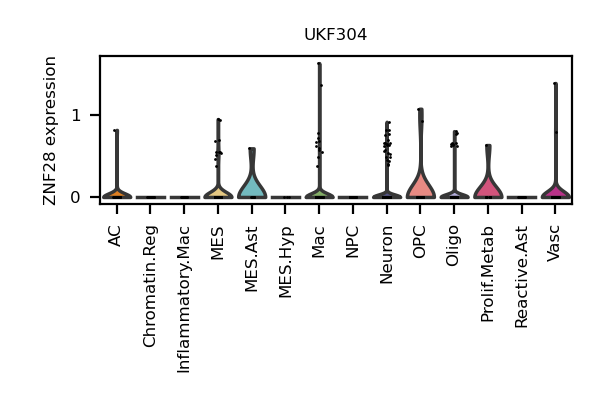 UKF304
ZNF28 expression
1
0
AC
Chromatin.Reg
Inflammatory.Mac
MES
MES.Ast
MES.Hyp
Mac
NPC
Neuron
OPC
Oligo
Prolif.Metab
Reactive.Ast
Vasc